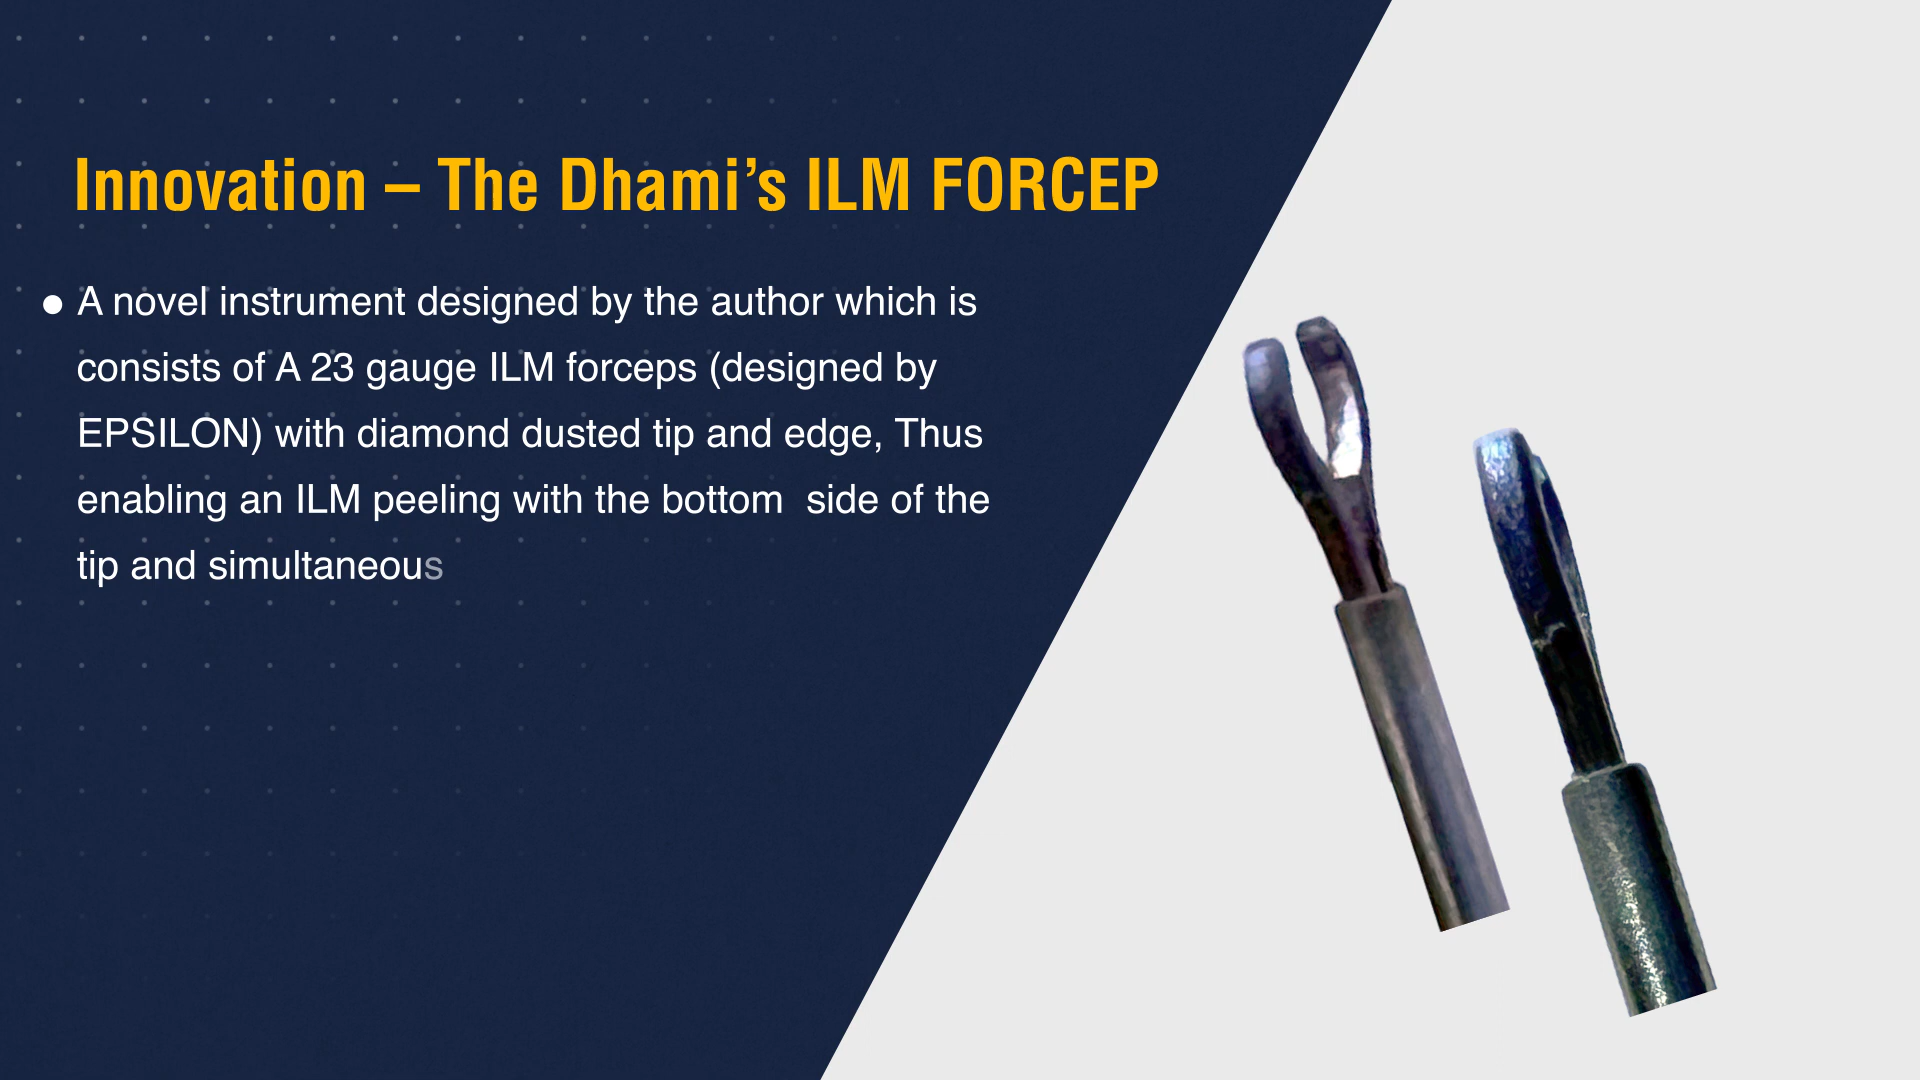 Innovation – The Dhami’s ILM FORCEP
● A novel instrument designed by the author which is
consists of A 23 gauge ILM forceps (designed by
EPSILON) with diamond dusted tip and edge, Thus
enabling an ILM peeling with the bottom  side of the
tip and simultaneous